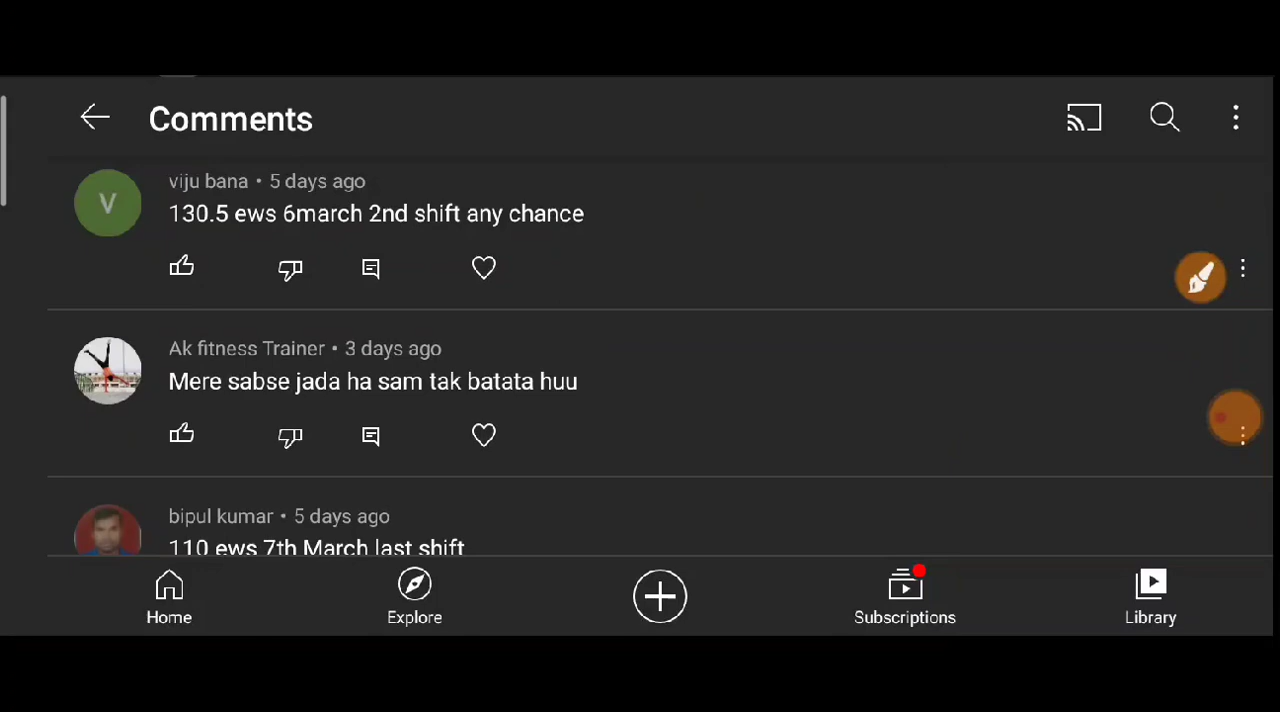 Comments
viju bana • 5 days ago
V
130.5 ews 6march 2nd shift any chance
Ak fitness Trainer • 3 days ago
Mere sabse jada ha sam tak batata huu
bipul kumar • 5 days ago
110 ews 7th March last shift
Home
Explore
Subscriptions
Library